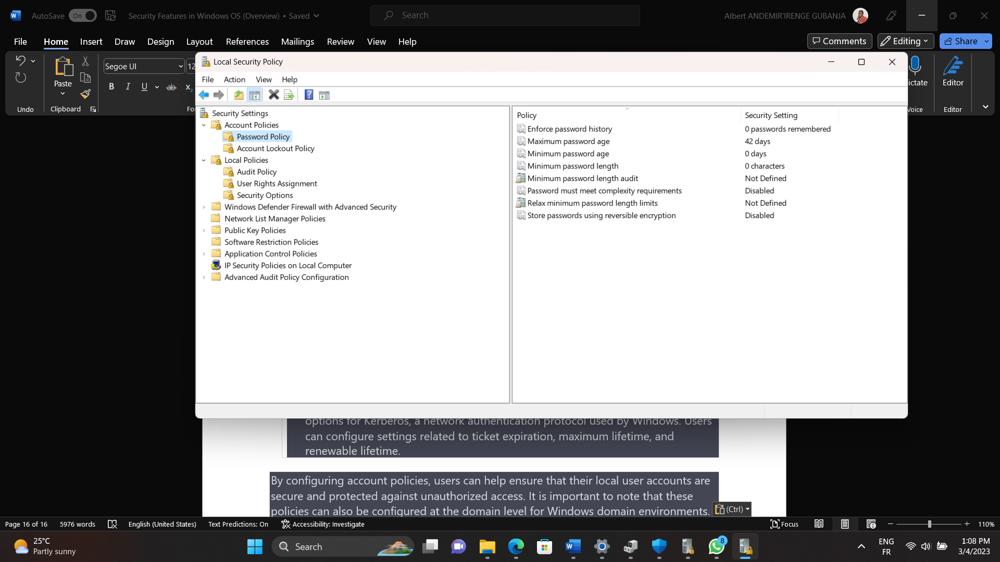 AutoSave On Security Features in Windows OS (Overview) • Saved Search Albert ANDEMIR'IRENGE GUBANJA
File Home Insert Draw Design Layout References Mailings Review View Help Comments Editing Share
Segoe UI 12
Paste
B I U ab x2
Undo Clipboard
Local Security Policy
File Action View Help
Security Settings
Account Policies
Password Policy
Account Lockout Policy
Local Policies
Audit Policy
User Rights Assignment
Security Options
Windows Defender Firewall with Advanced Security
Network List Manager Policies
Public Key Policies
Software Restriction Policies
Application Control Policies
IP Security Policies on Local Computer
Advanced Audit Policy Configuration
Policy Security Setting
Enforce password history 0 passwords remembered
Maximum password age 42 days
Minimum password age 0 days
Minimum password length 0 characters
Minimum password length audit Not Defined
Password must meet complexity requirements Disabled
Relax minimum password length limits Not Defined
Store passwords using reversible encryption Disabled
ictate Editor
Voice Editor
options for Kerberos, a network authentication protocol used by Windows. Users
can configure settings related to ticket expiration, maximum lifetime, and
renewable lifetime.
By configuring account policies, users can help ensure that their local user accounts are
secure and protected against unauthorized access. It is important to note that these
policies can also be configured at the domain level for Windows domain environments.
(Ctrl)
Page 16 of 16 5976 words English (United States) Text Predictions: On Accessibility: Investigate Focus 110%
25°C
Partly sunny
Search
8
ENG
FR
1:08 PM
3/4/2023